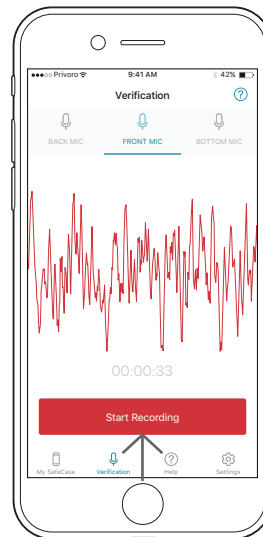 Privoro 9:41 AM 42%
Verification ?
BACK MIC FRONT MIC BOTTOM MIC
00:00:33
Start Recording
My SafeCase Verification Help Settings